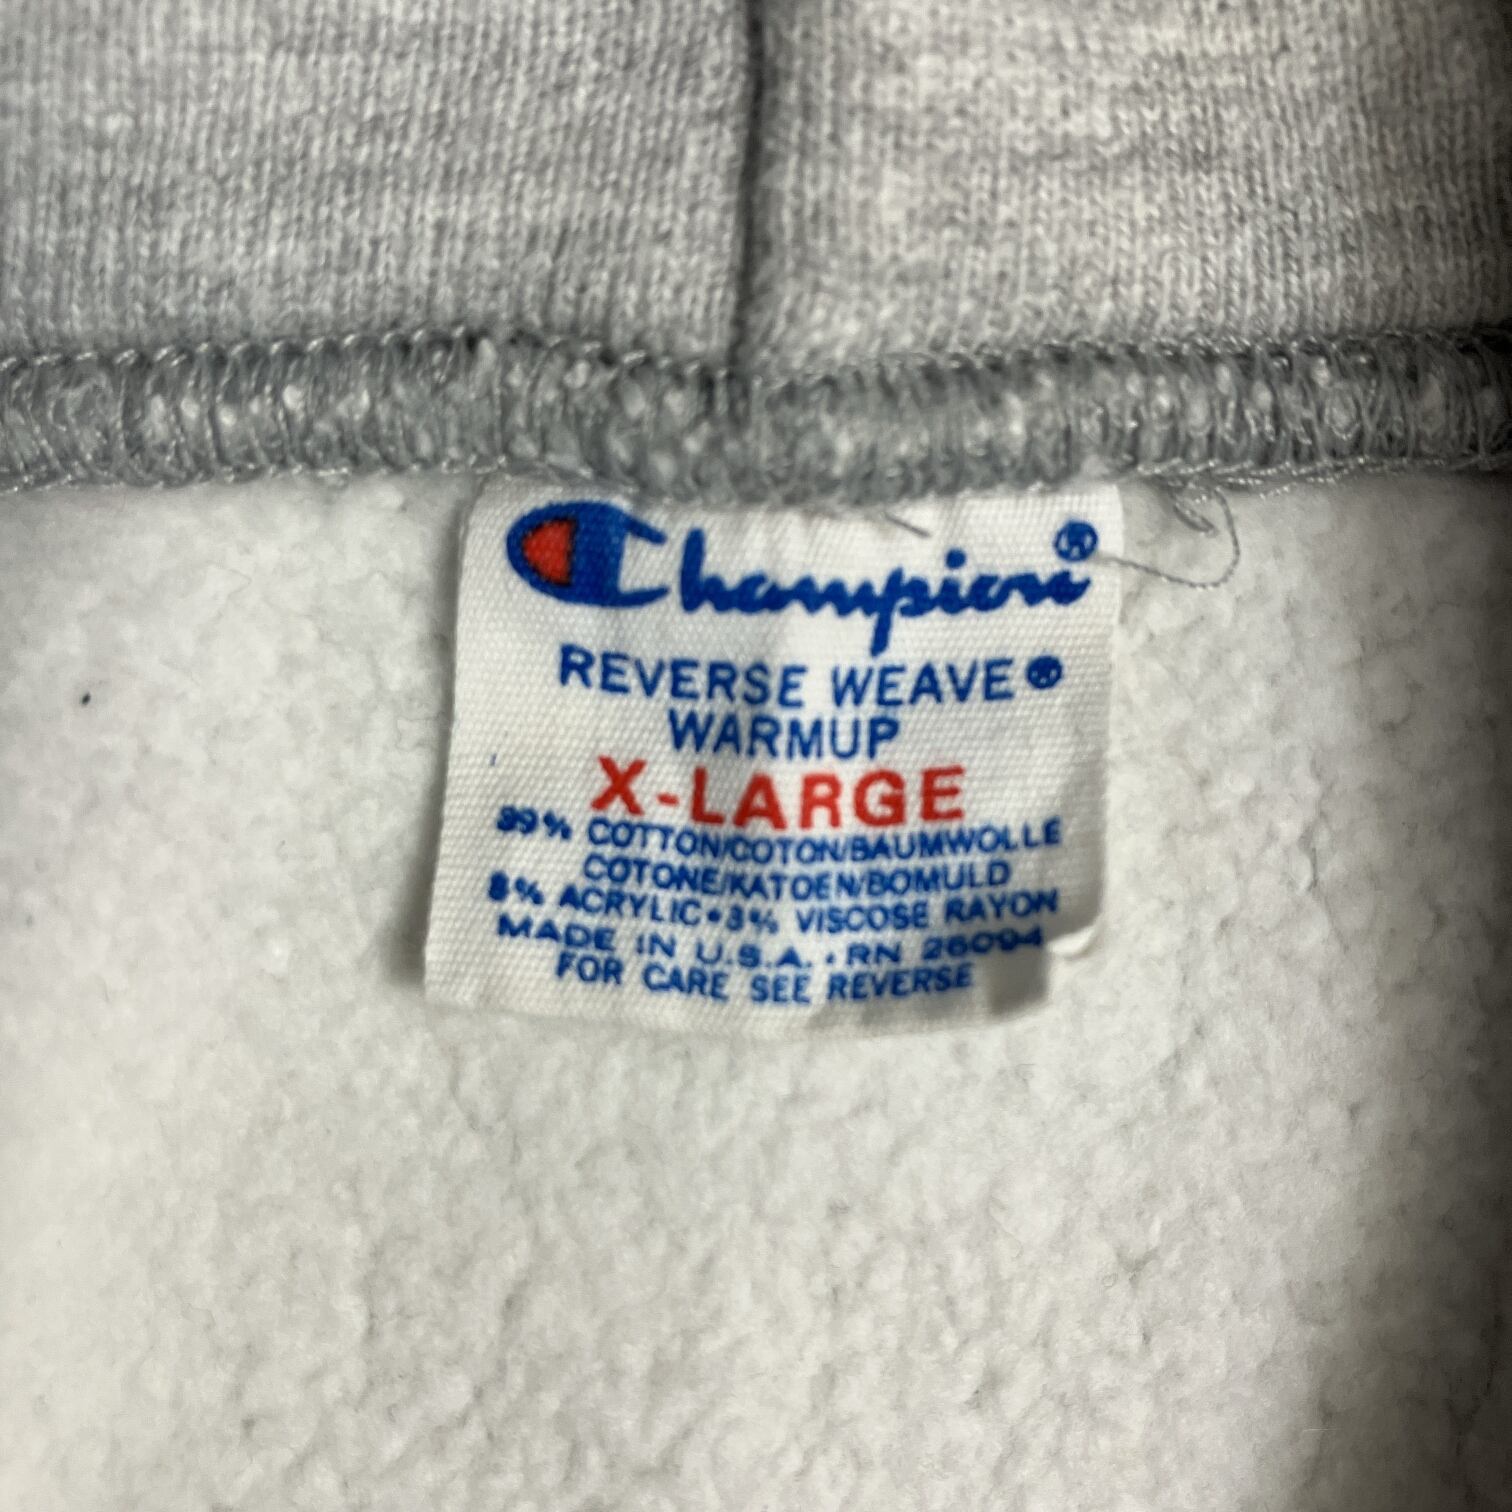 Champion®
REVERSE WEAVE®
WARMUP
X-LARGE
89% COTTON/COTON/BAUMWOLLE
COTONE/KATOEN/BOMULD
8% ACRYLIC•3% VISCOSE RAYON
MADE IN U.S.A. • RN 26094
FOR CARE SEE REVERSE